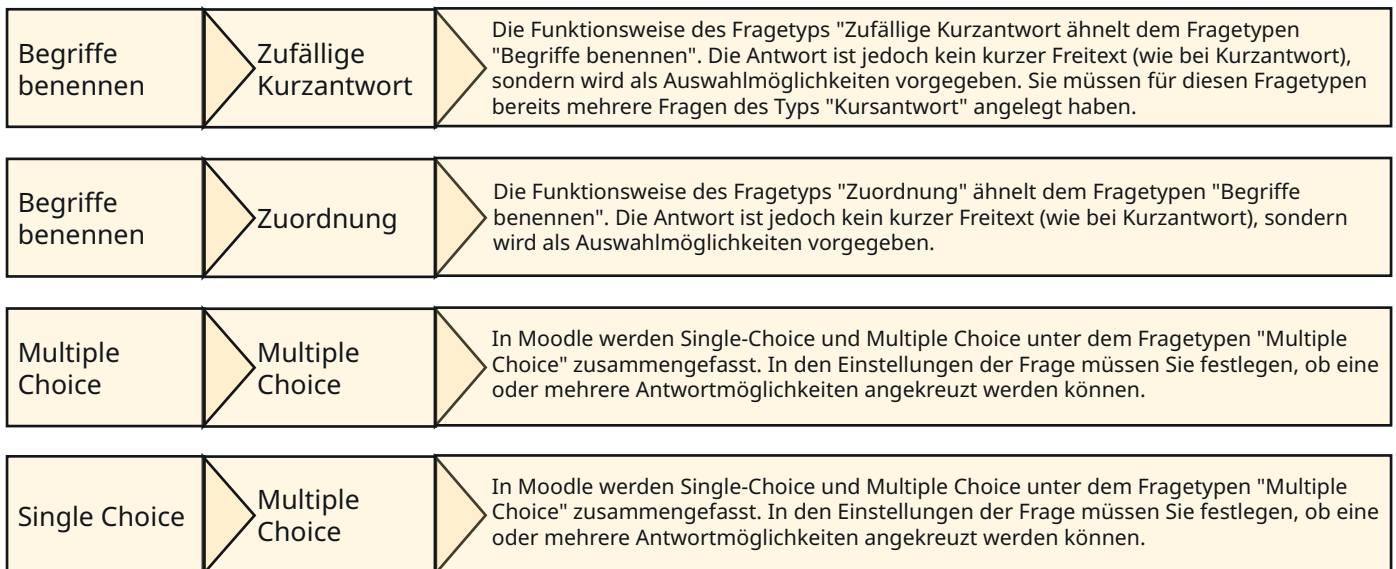 Begriffe
benennen
Zufällige
Kurzantwort
Die Funktionsweise des Fragetyps "Zufällige Kurzantwort ähnelt dem Fragetypen
"Begriffe benennen". Die Antwort ist jedoch kein kurzer Freitext (wie bei Kurzantwort),
sondern wird als Auswahlmöglichkeiten vorgegeben. Sie müssen für diesen Fragetypen
bereits mehrere Fragen des Typs "Kursantwort" angelegt haben.
Begriffe
benennen
Zuordnung
Die Funktionsweise des Fragetyps "Zuordnung" ähnelt dem Fragetypen "Begriffe
benennen". Die Antwort ist jedoch kein kurzer Freitext (wie bei Kurzantwort), sondern
wird als Auswahlmöglichkeiten vorgegeben.
Multiple
Choice
Multiple
Choice
In Moodle werden Single-Choice und Multiple Choice unter dem Fragetypen "Multiple
Choice" zusammengefasst. In den Einstellungen der Frage müssen Sie festlegen, ob eine
oder mehrere Antwortmöglichkeiten angekreuzt werden können.
Single Choice
Multiple
Choice
In Moodle werden Single-Choice und Multiple Choice unter dem Fragetypen "Multiple
Choice" zusammengefasst. In den Einstellungen der Frage müssen Sie festlegen, ob eine
oder mehrere Antwortmöglichkeiten angekreuzt werden können.